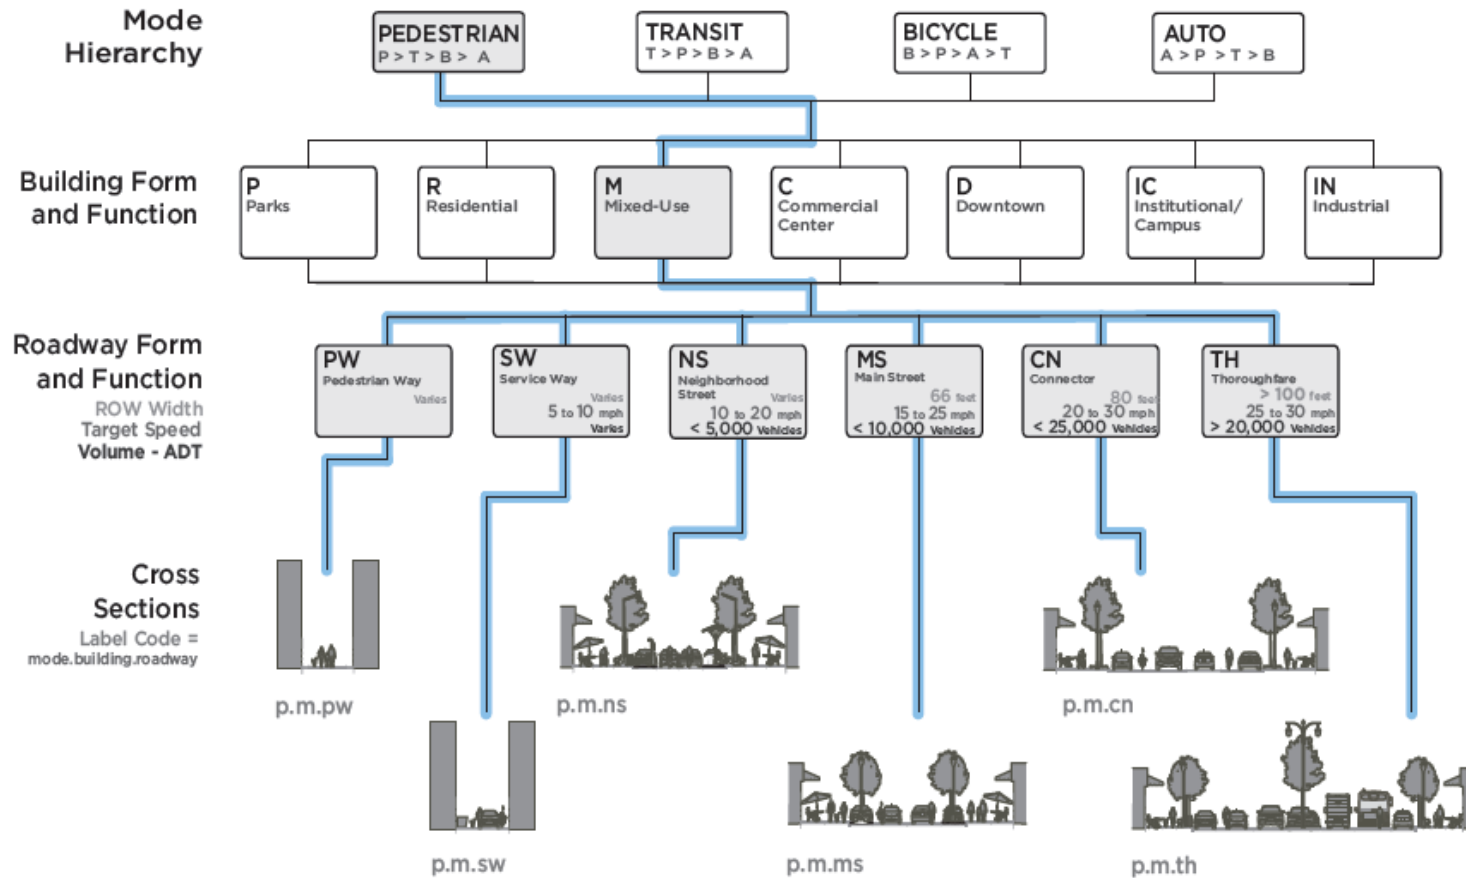 Mode
Hierarchy
PEDESTRIAN
P > T > B > A
TRANSIT
T > P > B > A
BICYCLE
B > P > A > T
AUTO
A > P > T > B
Building Form
and Function
P
Parks
R
Residential
M
Mixed-Use
C
Commercial
Center
D
Downtown
IC
Institutional/
Campus
IN
Industrial
Roadway Form
and Function
ROW Width
Target Speed
Volume - ADT
PW
Pedestrian Way
Varies
SW
Service Way
Varies
5 to 10 mph
Varies
NS
Neighborhood
Street
Varies
10 to 20 mph
< 5,000 Vehicles
MS
Main Street
66 feet
15 to 25 mph
< 10,000 Vehicles
CN
Connector
80 feet
20 to 30 mph
< 25,000 Vehicles
TH
Thoroughfare
> 100 feet
25 to 30 mph
> 20,000 Vehicles
Cross
Sections
Label Code =
mode.building.roadway
p.m.pw
p.m.ns
p.m.cn
p.m.sw
p.m.ms
p.m.th